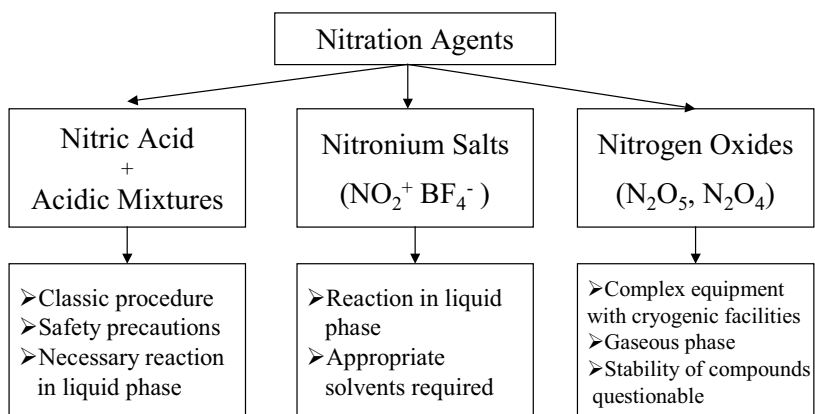 Nitration Agents
Nitric Acid
+
Acidic Mixtures
Nitronium Salts
(NO₂⁺ BF₄⁻ )
Nitrogen Oxides
(N₂O₅, N₂O₄)
➢Classic procedure
➢Safety precautions
➢Necessary reaction
in liquid phase
➢Reaction in liquid
phase
➢Appropriate
solvents required
➢Complex equipment
with cryogenic facilities
➢Gaseous phase
➢Stability of compounds
questionable